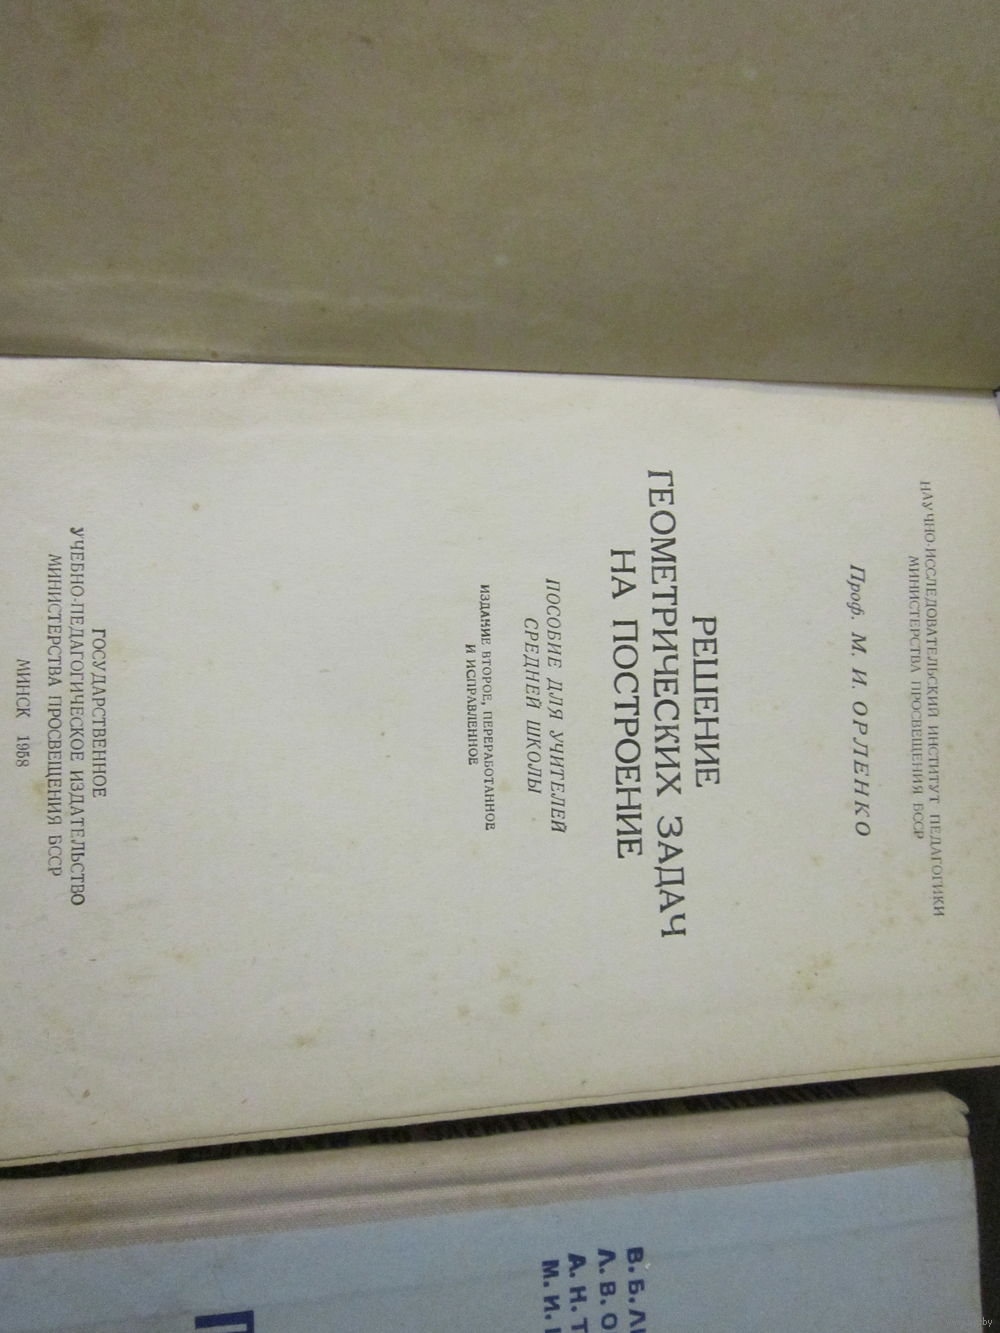 НАУЧНО-ИССЛЕДОВАТЕЛЬСКИЙ ИНСТИТУТ ПЕДАГОГИКИ
МИНИСТЕРСТВА ПРОСВЕЩЕНИЯ БССР
Проф. М. И. ОРЛЕНКО
РЕШЕНИЕ
ГЕОМЕТРИЧЕСКИХ ЗАДАЧ
НА ПОСТРОЕНИЕ
ПОСОБИЕ ДЛЯ УЧИТЕЛЕЙ
СРЕДНЕЙ ШКОЛЫ
ИЗДАНИЕ ВТОРОЕ, ПЕРЕРАБОТАННОЕ
И ИСПРАВЛЕННОЕ
ГОСУДАРСТВЕННОЕ
УЧЕБНО-ПЕДАГОГИЧЕСКОЕ ИЗДАТЕЛЬСТВО
МИНИСТЕРСТВА ПРОСВЕЩЕНИЯ БССР
МИНСК 1958
В. Б. Л
Л. В. О
А. Н. Т
М. И.